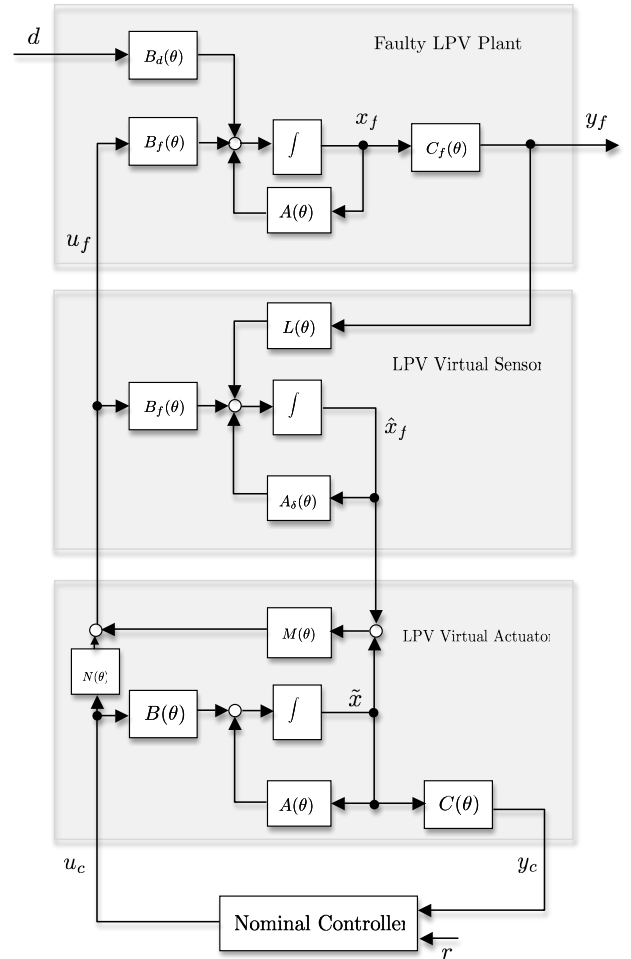 d
B_d(θ)
Faulty LPV Plant
B_f(θ)
∫
x_f
C_f(θ)
y_f
A(θ)
u_f
L(θ)
LPV Virtual Sensor
B_f(θ)
∫
x̂_f
A_δ(θ)
M(θ)
LPV Virtual Actuator
N(θ)
B(θ)
∫
x̃
A(θ)
C(θ)
u_c
y_c
Nominal Controller
r